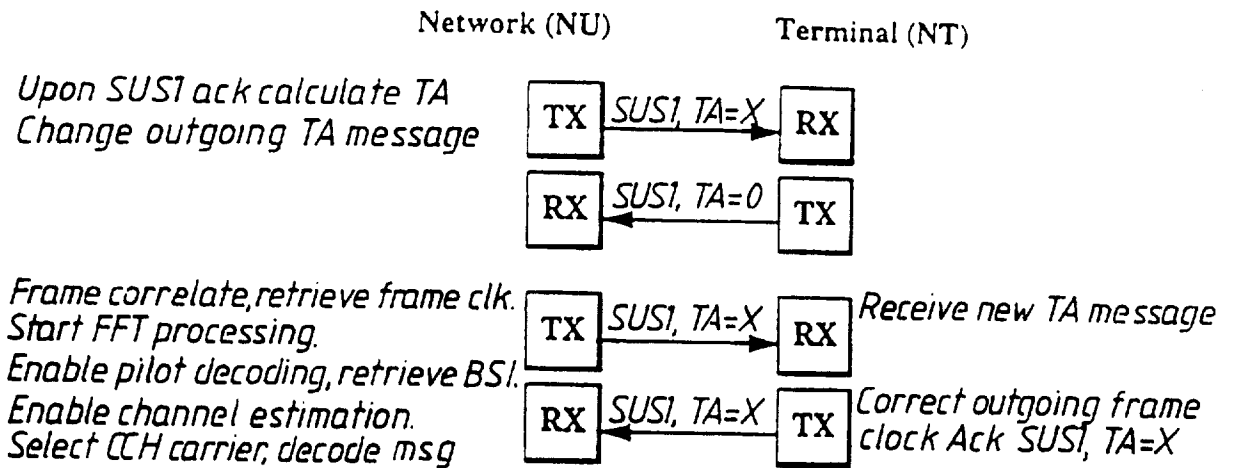 Network (NU)
Terminal (NT)
Upon SUS1 ack calculate TA
Change outgoing TA message
TX
SUS1, TA=X
RX
RX
SUS1, TA=0
TX
Frame correlate, retrieve frame clk.
Start FFT processing.
Enable pilot decoding, retrieve BSI.
Enable channel estimation.
Select CCH carrier, decode msg
TX
SUS1, TA=X
RX
Receive new TA message
RX
SUS1, TA=X
TX
Correct outgoing frame
clock Ack SUS1, TA=X